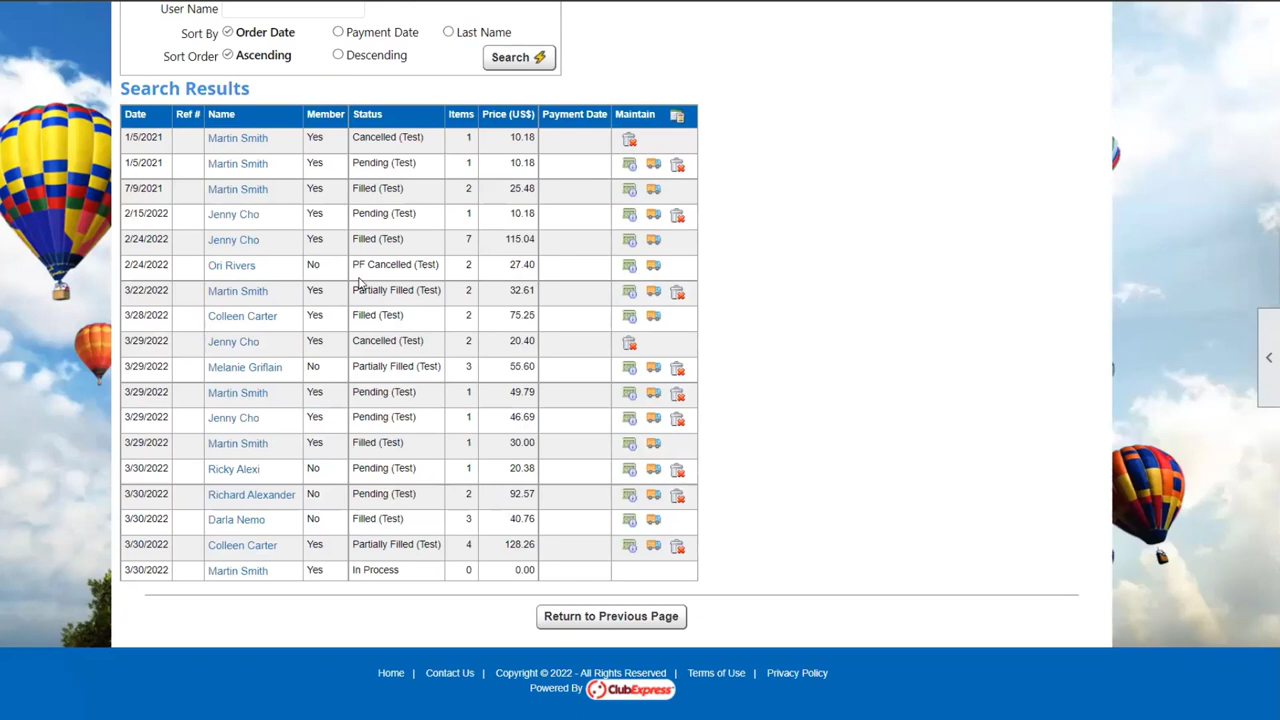 User Name
Sort By Order Date Payment Date Last Name
Sort Order Ascending Descending Search
Search Results
Date Ref # Name Member Status Items Price (US$) Payment Date Maintain
1/5/2021 Martin Smith Yes Cancelled (Test) 1 10.18
1/5/2021 Martin Smith Yes Pending (Test) 1 10.18
7/9/2021 Martin Smith Yes Filled (Test) 2 25.48
2/15/2022 Jenny Cho Yes Pending (Test) 1 10.18
2/24/2022 Jenny Cho Yes Filled (Test) 7 115.04
2/24/2022 Ori Rivers No PF Cancelled (Test) 2 27.40
3/22/2022 Martin Smith Yes Partially Filled (Test) 2 32.61
3/28/2022 Colleen Carter Yes Filled (Test) 2 75.25
3/29/2022 Jenny Cho Yes Cancelled (Test) 2 20.40
3/29/2022 Melanie Griflain No Partially Filled (Test) 3 55.60
3/29/2022 Martin Smith Yes Pending (Test) 1 49.79
3/29/2022 Jenny Cho Yes Pending (Test) 1 46.69
3/29/2022 Martin Smith Yes Filled (Test) 1 30.00
3/30/2022 Ricky Alexi No Pending (Test) 1 20.38
3/30/2022 Richard Alexander No Pending (Test) 2 92.57
3/30/2022 Darla Nemo No Filled (Test) 3 40.76
3/30/2022 Colleen Carter Yes Partially Filled (Test) 4 128.26
3/30/2022 Martin Smith Yes In Process 0 0.00
Return to Previous Page
Home | Contact Us | Copyright © 2022 - All Rights Reserved | Terms of Use | Privacy Policy
Powered By ClubExpress